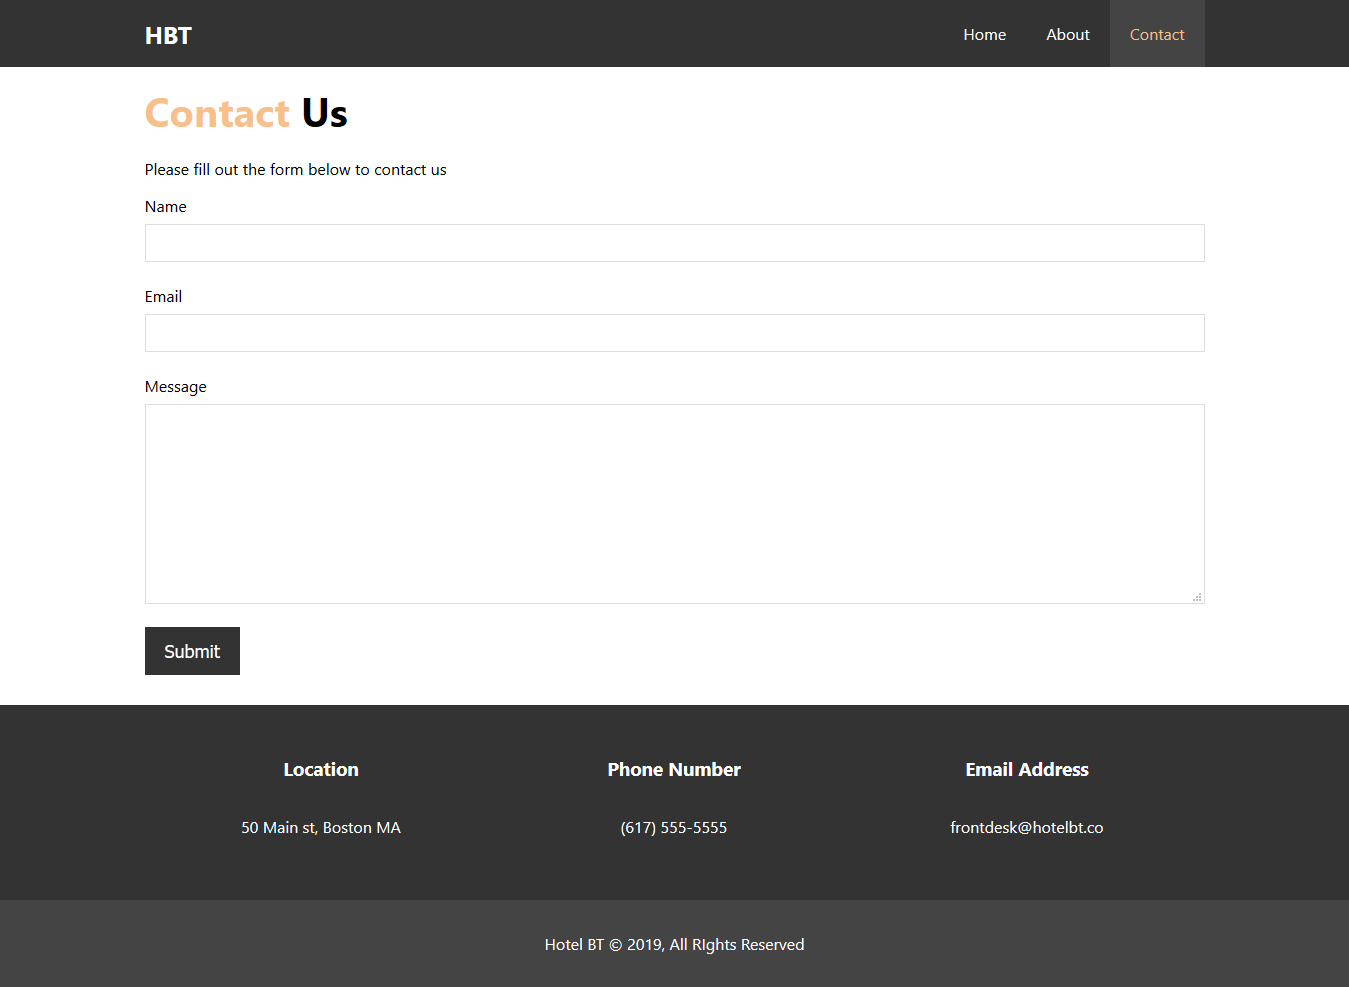 HBT
Home About Contact
Contact Us
Please fill out the form below to contact us
Name
Email
Message
Submit
Location Phone Number Email Address
50 Main st, Boston MA (617) 555-5555 frontdesk@hotelbt.co
Hotel BT © 2019, All RIghts Reserved